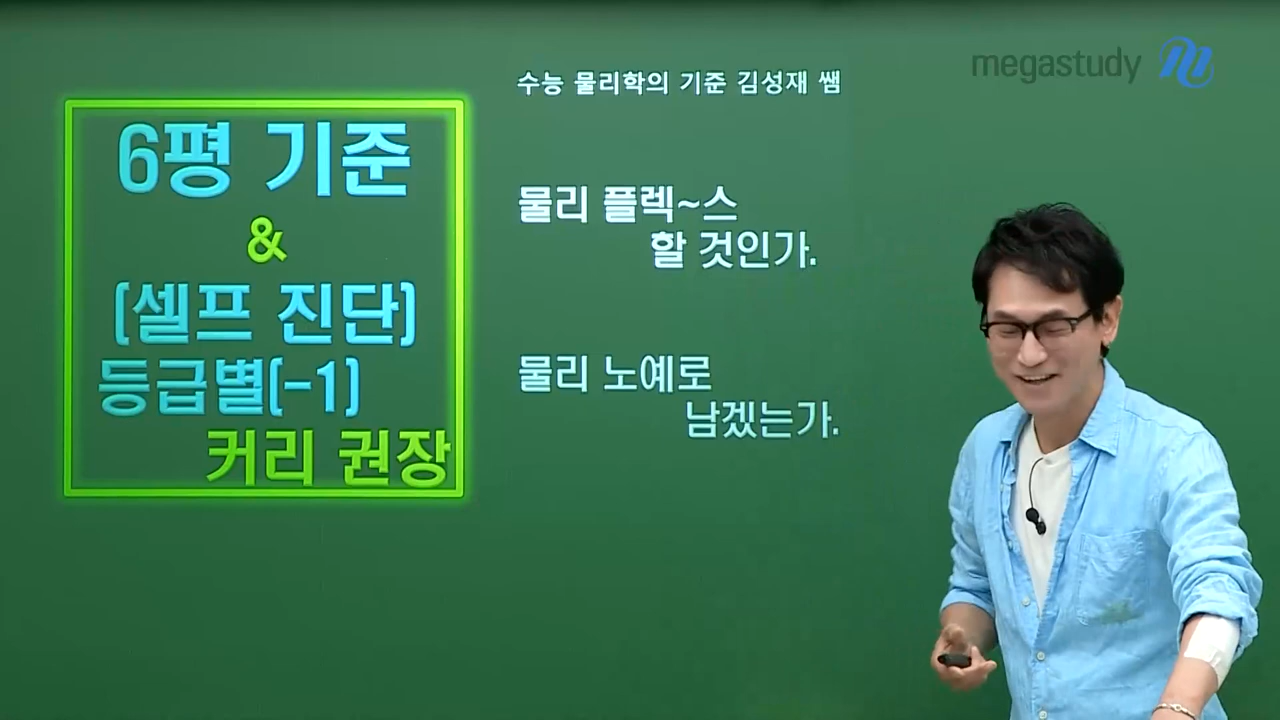 megastudy
수능 물리학의 기준 김성재 쌤
6평 기준
&
(셀프 진단)
등급별(-1)
커리 권장
물리 플렉~스
할 것인가.
물리 노예로
남겠는가.